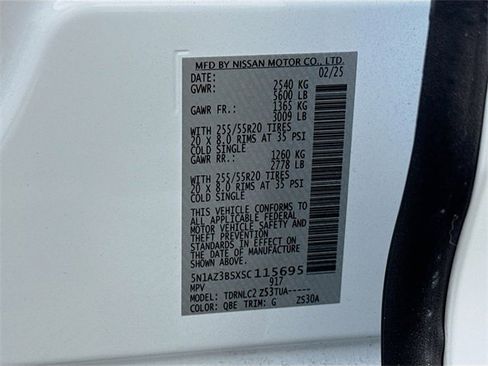 MFD BY NISSAN MOTOR CO., LTD.
DATE: 02/25
GVWR: 2540 KG
5600 LB
GAWR FR.: 1365 KG
3009 LB
WITH 255/55R20 TIRES
20 x 8.0 RIMS AT 35 PSI
COLD SINGLE
GAWR RR.: 1260 KG
2778 LB
WITH 255/55R20 TIRES
20 x 8.0 RIMS AT 35 PSI
COLD SINGLE
THIS VEHICLE CONFORMS TO
ALL APPLICABLE FEDERAL
MOTOR VEHICLE SAFETY
AND THEFT PREVENTION
STANDARDS IN EFFECT ON
THE DATE OF MANUFACTURE
SHOWN ABOVE.
5N1AZ3BSXSC115695
MPV 917
MODEL: TDRNLC2 Z53TUA-----
COLOR: QBE TRIM: G ZS30A